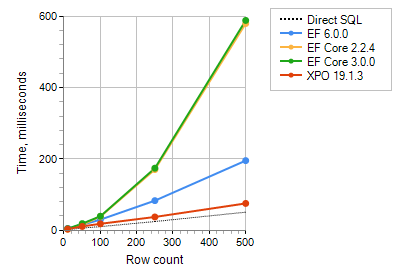 600
400
200
0
0
100
200
300
400
500
Time, milliseconds
Row count
Direct SQL
EF 6.0.0
EF Core 2.2.4
EF Core 3.0.0
XPO 19.1.3